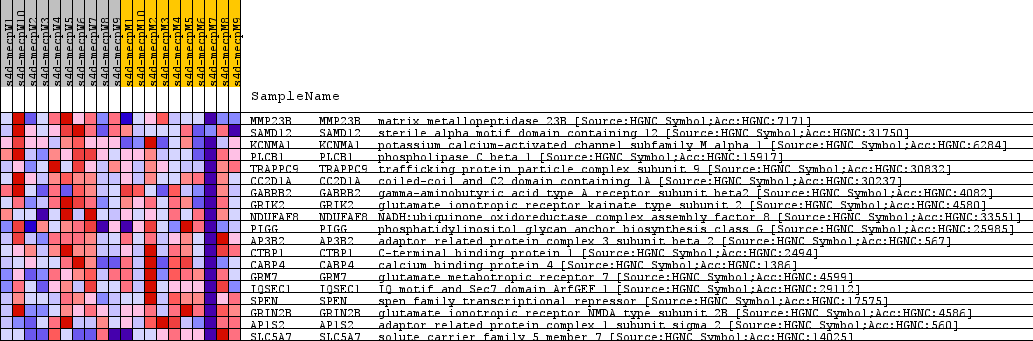 s4d-mecpW1
s4d-mecpW10
s4d-mecpW2
s4d-mecpW3
s4d-mecpW4
s4d-mecpW5
s4d-mecpW6
s4d-mecpW7
s4d-mecpW8
s4d-mecpW9
s4d-mecpM1
s4d-mecpM10
s4d-mecpM2
s4d-mecpM3
s4d-mecpM4
s4d-mecpM5
s4d-mecpM6
s4d-mecpM7
s4d-mecpM8
s4d-mecpM9
SampleName
MMP23B MMP23B matrix metallopeptidase 23B [Source:HGNC Symbol;Acc:HGNC:7171]
SAMD12 SAMD12 sterile alpha motif domain containing 12 [Source:HGNC Symbol;Acc:HGNC:31750]
KCNMA1 KCNMA1 potassium calcium-activated channel subfamily M alpha 1 [Source:HGNC Symbol;Acc:HGNC:6284]
PLCB1 PLCB1 phospholipase C beta 1 [Source:HGNC Symbol;Acc:HGNC:15917]
TRAPPC9 TRAPPC9 trafficking protein particle complex subunit 9 [Source:HGNC Symbol;Acc:HGNC:30832]
CC2D1A CC2D1A coiled-coil and C2 domain containing 1A [Source:HGNC Symbol;Acc:HGNC:30237]
GABRB2 GABRB2 gamma-aminobutyric acid type A receptor subunit beta2 [Source:HGNC Symbol;Acc:HGNC:4082]
GRIK2 GRIK2 glutamate ionotropic receptor kainate type subunit 2 [Source:HGNC Symbol;Acc:HGNC:4580]
NDUFAF8 NDUFAF8 NADH:ubiquinone oxidoreductase complex assembly factor 8 [Source:HGNC Symbol;Acc:HGNC:33551]
PIGG PIGG phosphatidylinositol glycan anchor biosynthesis class G [Source:HGNC Symbol;Acc:HGNC:25985]
AP3B2 AP3B2 adaptor related protein complex 3 subunit beta 2 [Source:HGNC Symbol;Acc:HGNC:567]
CTBP1 CTBP1 C-terminal binding protein 1 [Source:HGNC Symbol;Acc:HGNC:2494]
CABP4 CABP4 calcium binding protein 4 [Source:HGNC Symbol;Acc:HGNC:1386]
GRM7 GRM7 glutamate metabotropic receptor 7 [Source:HGNC Symbol;Acc:HGNC:4599]
IQSEC1 IQSEC1 IQ motif and Sec7 domain ArfGEF 1 [Source:HGNC Symbol;Acc:HGNC:29112]
SPEN SPEN spen family transcriptional repressor [Source:HGNC Symbol;Acc:HGNC:17575]
GRIN2B GRIN2B glutamate ionotropic receptor NMDA type subunit 2B [Source:HGNC Symbol;Acc:HGNC:4586]
AP1S2 AP1S2 adaptor related protein complex 1 subunit sigma 2 [Source:HGNC Symbol;Acc:HGNC:560]
SLC5A7 SLC5A7 solute carrier family 5 member 7 [Source:HGNC Symbol;Acc:HGNC:14025]